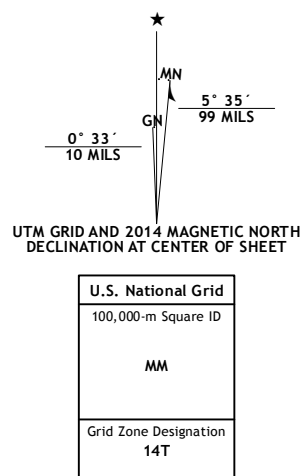 ★
MN
GN
5° 35´
99 MILS
0° 33´
10 MILS
UTM GRID AND 2014 MAGNETIC NORTH
DECLINATION AT CENTER OF SHEET
U.S. National Grid
100,000-m Square ID
MM
Grid Zone Designation
14T